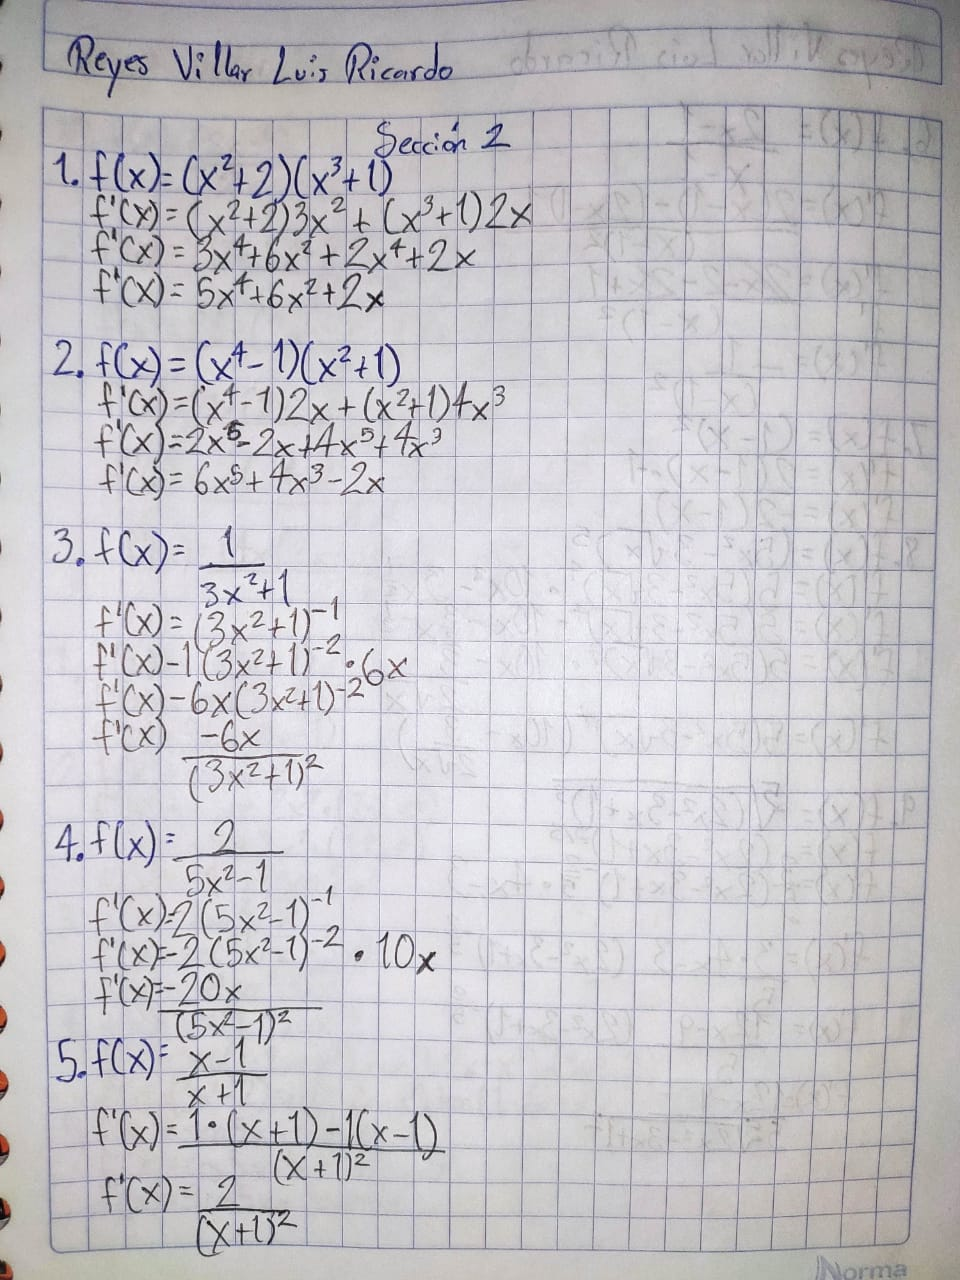 Reyes Villar Luis Ricardo
Sección 2
1. f(x)= (x²+2)(x³+1)
f'(x)= (x²+2)3x² + (x³+1)2x
f'(x)= 3x⁴+6x²+2x⁴+2x
f'(x)= 5x⁴+6x²+2x
2. f(x)= (x⁴-1)(x²+1)
f'(x)=(x⁴-1)2x+(x²+1)4x³
f'(x)=2x⁵-2x+4x⁵+4x³
f'(x)= 6x⁵+4x³-2x
3. f(x)= 1
3x²+1
f'(x)= (3x²+1)⁻¹
f'(x)-1(3x²+1)⁻²·6x
f'(x)-6x(3x²+1)⁻²
f'(x) -6x
(3x²+1)²
4. f(x)= 2
5x²-1
f'(x)=2(5x²-1)⁻¹
f'(x)=-2(5x²-1)⁻² · 10x
f'(x)=-20x
(5x²-1)²
5. f(x)= x-1
x+1
f'(x)= 1·(x+1)-1(x-1)
(x+1)²
f'(x)= 2
(x+1)²
Norma